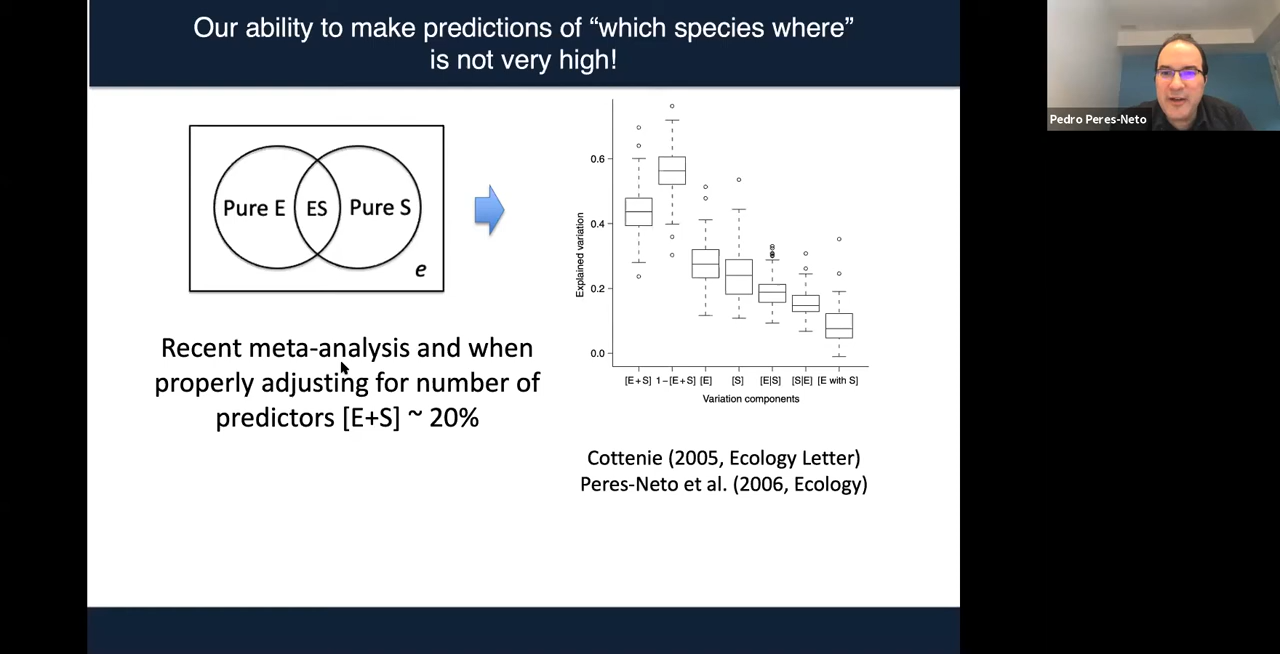 Our ability to make predictions of “which species where”
is not very high!
Pedro Peres-Neto
Pure E
ES
Pure S
e
Recent meta-analysis and when
properly adjusting for number of
predictors [E+S] ~ 20%
Explained variation
0.6
0.4
0.2
0.0
[E+S] 1−[E+S] [E] [S] [E|S] [S|E] [E with S]
Variation components
Cottenie (2005, Ecology Letter)
Peres-Neto et al. (2006, Ecology)